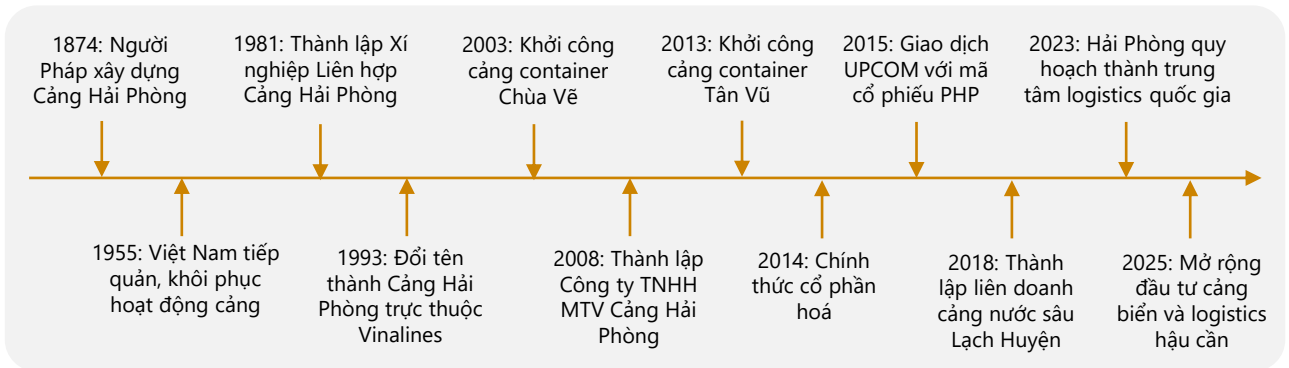 1874: Người
Pháp xây dựng
Cảng Hải Phòng
1981: Thành lập Xí
nghiệp Liên hợp
Cảng Hải Phòng
2003: Khởi công
cảng container
Chùa Vẽ
2013: Khởi công
cảng container
Tân Vũ
2015: Giao dịch
UPCOM với mã
cổ phiếu PHP
2023: Hải Phòng quy
hoạch thành trung
tâm logistics quốc gia
1955: Việt Nam tiếp
quản, khôi phục
hoạt động cảng
1993: Đổi tên
thành Cảng Hải
Phòng trực thuộc
Vinalines
2008: Thành lập
Công ty TNHH
MTV Cảng Hải
Phòng
2014: Chính
thức cổ phần
hoá
2018: Thành
lập liên doanh
cảng nước sâu
Lạch Huyện
2025: Mở rộng
đầu tư cảng
biển và logistics
hậu cần